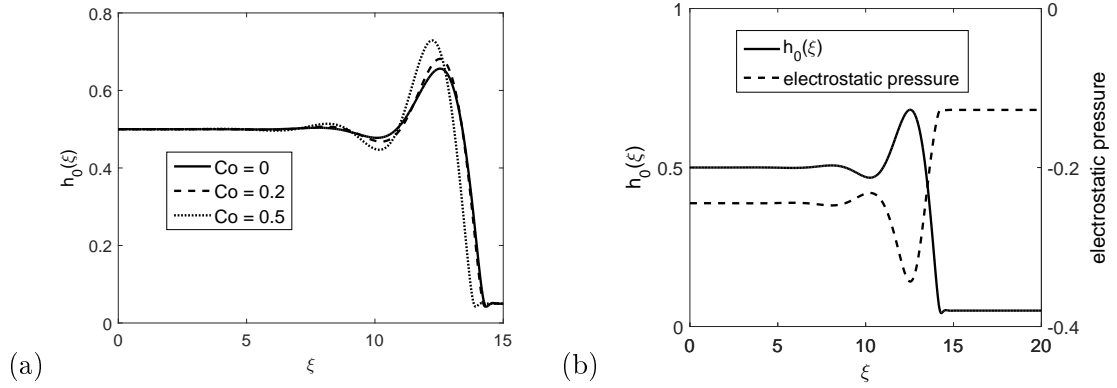 0.8
0.6
0.4
0.2
0
h0(ξ)
Co = 0
Co = 0.2
Co = 0.5
0 5 10 15
ξ
(a)
1
0.5
0
h0(ξ)
h0(ξ)
electrostatic pressure
0
-0.2
-0.4
electrostatic pressure
0 5 10 15 20
ξ
(b)